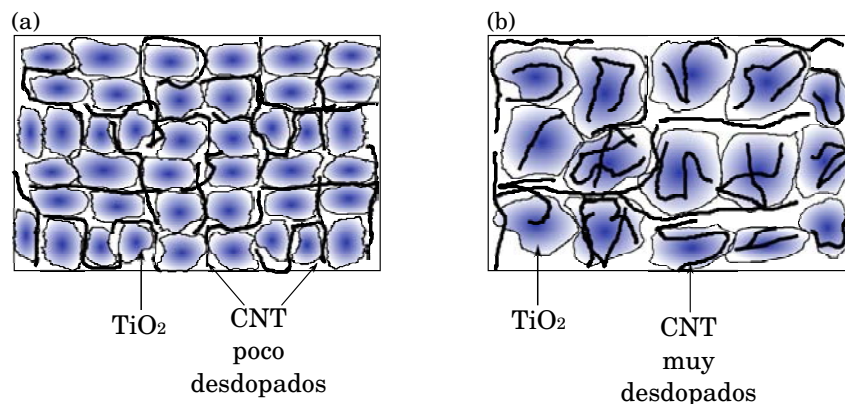 (a)
TiO₂
CNT
poco
desdopados
(b)
TiO₂
CNT
muy
desdopados